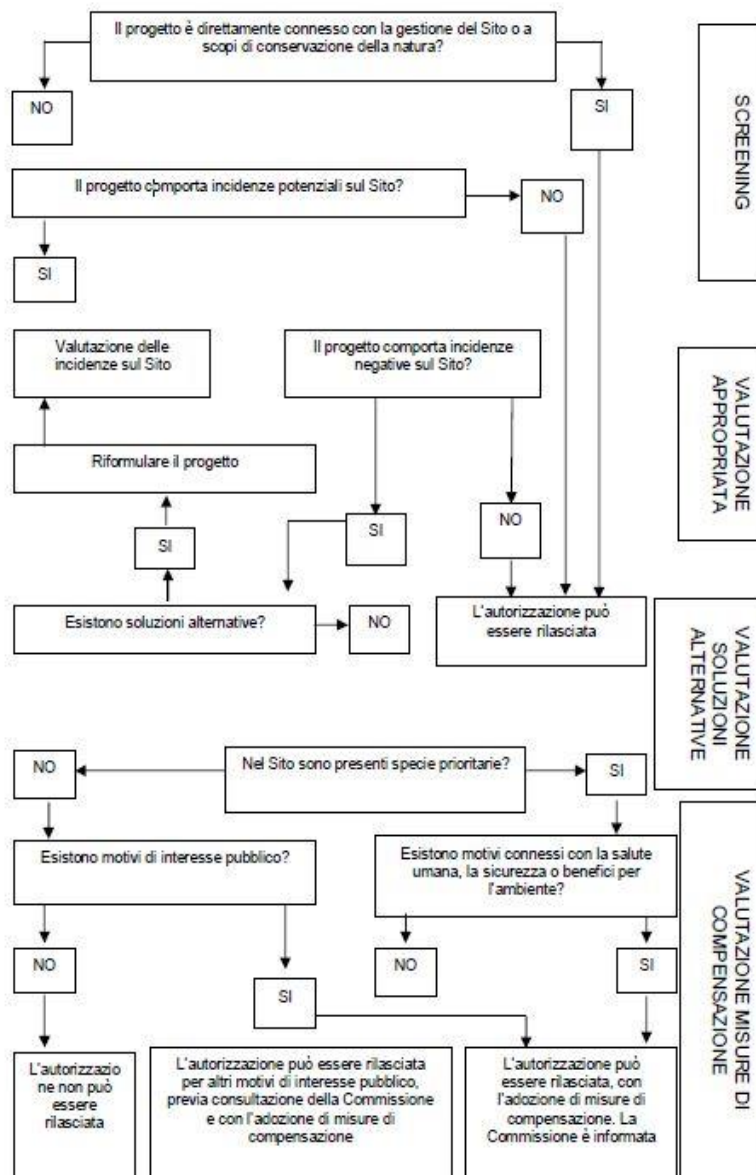 Il progetto è direttamente connesso con la gestione del Sito o a
scopi di conservazione della natura?
NO
SI
SCREENING
Il progetto comporta incidenze potenziali sul Sito?
NO
SI
Valutazione delle
incidenze sul Sito
Il progetto comporta incidenze
negative sul Sito?
VALUTAZIONE
APPROPRIATA
Riformulare il progetto
SI
SI
NO
Esistono soluzioni alternative?
NO
L'autorizzazione può
essere rilasciata
VALUTAZIONE
SOLUZIONI
ALTERNATIVE
NO
Nel Sito sono presenti specie prioritarie?
SI
Esistono motivi di interesse pubblico?
Esistono motivi connessi con la salute
umana, la sicurezza o benefici per
l'ambiente?
VALUTAZIONE MISURE DI
COMPENSAZIONE
NO
SI
NO
SI
L'autorizzazio
ne non può
essere
rilasciata
L'autorizzazione può essere rilasciata
per altri motivi di interesse pubblico,
previa consultazione della Commissione
e con l'adozione di misure di
compensazione
L'autorizzazione può
essere rilasciata, con
l'adozione di misure di
compensazione. La
Commissione è informata